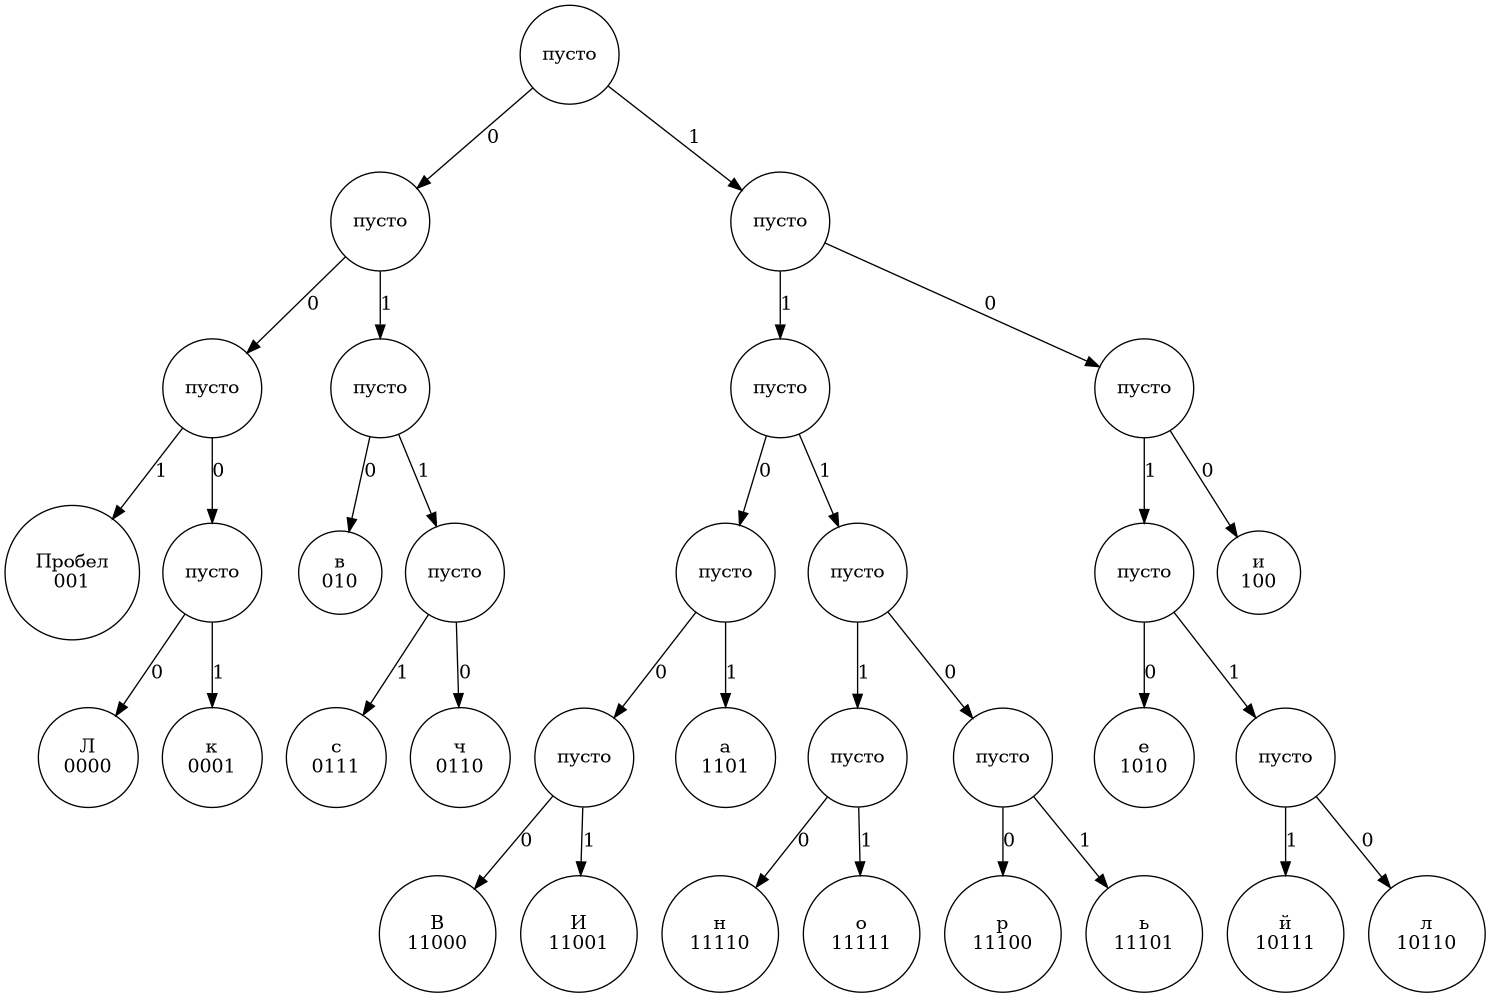 пусто
0
1
пусто
пусто
0
1
1
0
пусто
пусто
пусто
пусто
1
0
0
1
0
1
1
0
Пробел
001
пусто
в
010
пусто
пусто
пусто
пусто
и
100
0
1
1
0
0
1
1
0
0
1
Л
0000
к
0001
с
0111
ч
0110
пусто
а
1101
пусто
пусто
е
1010
пусто
0
1
0
1
0
1
1
0
В
11000
И
11001
н
11110
о
11111
р
11100
ь
11101
й
10111
л
10110